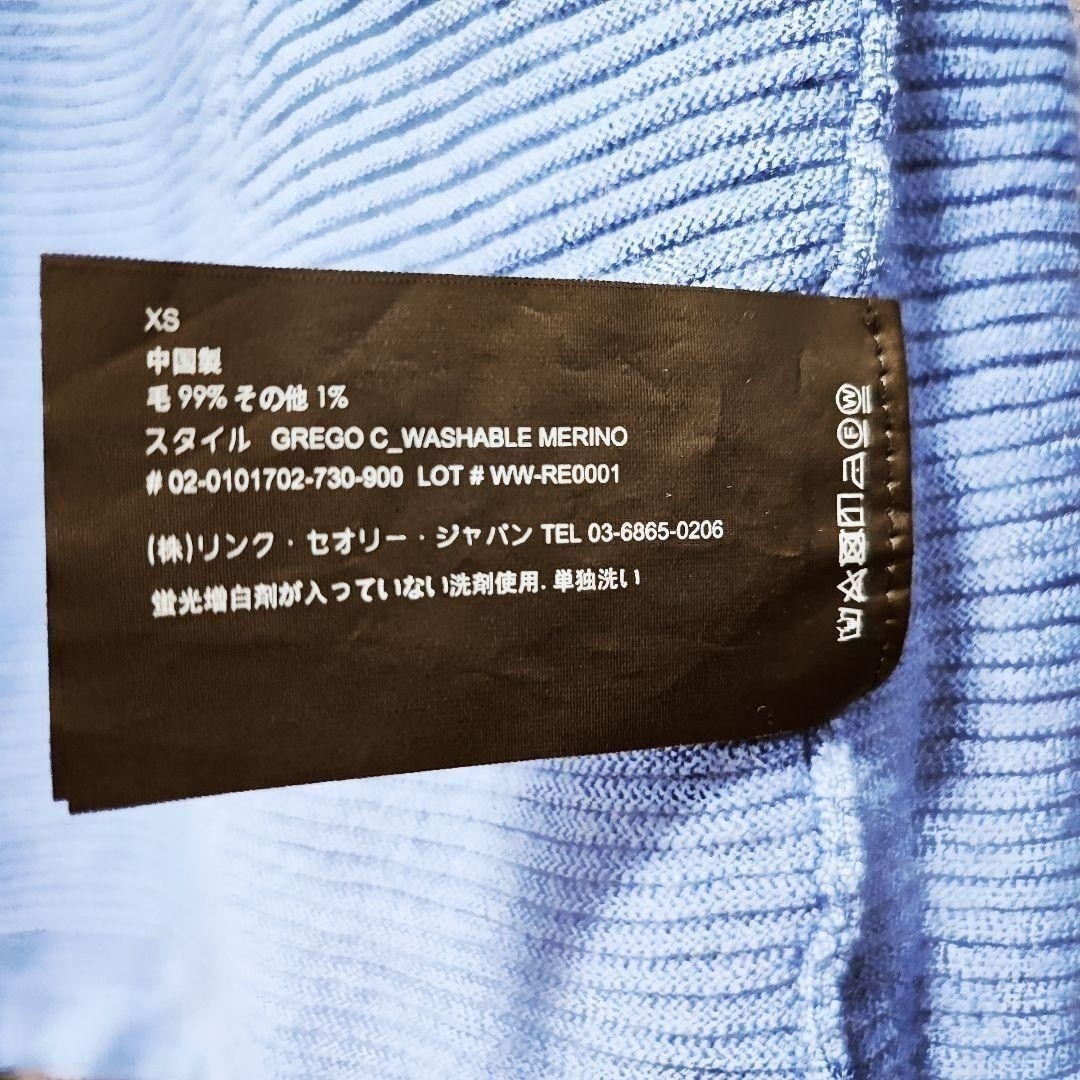 XS
中国製
毛 99% その他 1%
スタイル GREGO C_WASHABLE MERINO
# 02-0101702-730-900 LOT # WW-RE0001
(株)リンク・セオリー・ジャパン TEL 03-6865-0206
蛍光増白剤が入っていない洗剤使用. 単独洗い